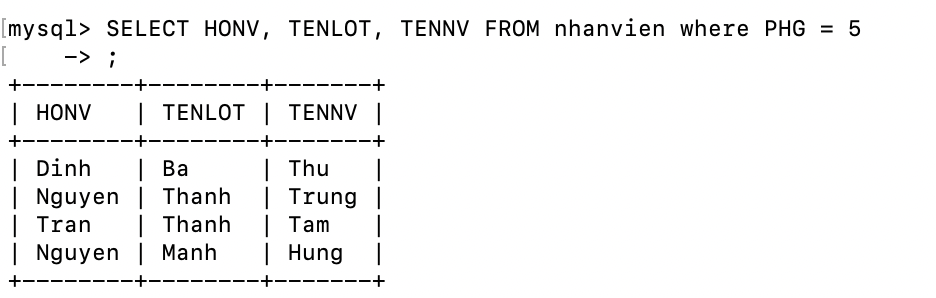 [mysql> SELECT HONV, TENLOT, TENNV FROM nhanvien where PHG = 5
[    -> ;
+--------+--------+-------+
| HONV   | TENLOT | TENNV |
+--------+--------+-------+
| Dinh   | Ba     | Thu   |
| Nguyen | Thanh  | Trung |
| Tran   | Thanh  | Tam   |
| Nguyen | Manh   | Hung  |
+--------+--------+-------+